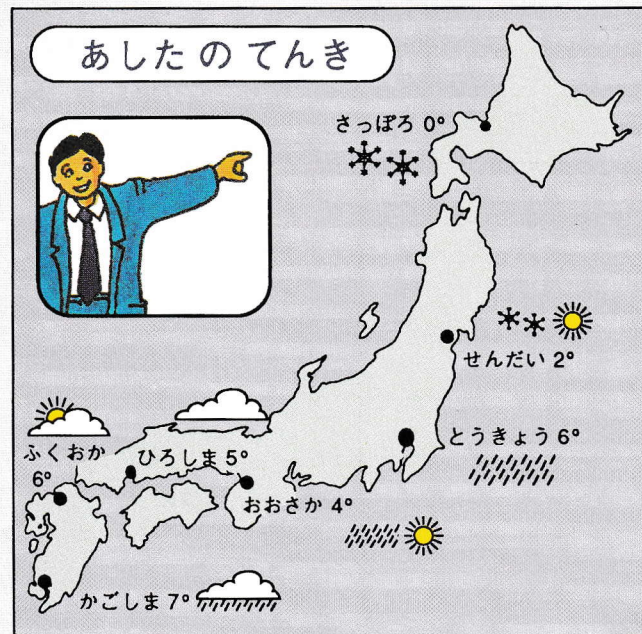 あしたのてんき
さっぽろ 0°
せんだい 2°
とうきょう 6°
ふくおか
6°
ひろしま 5°
おおさか 4°
かごしま 7°